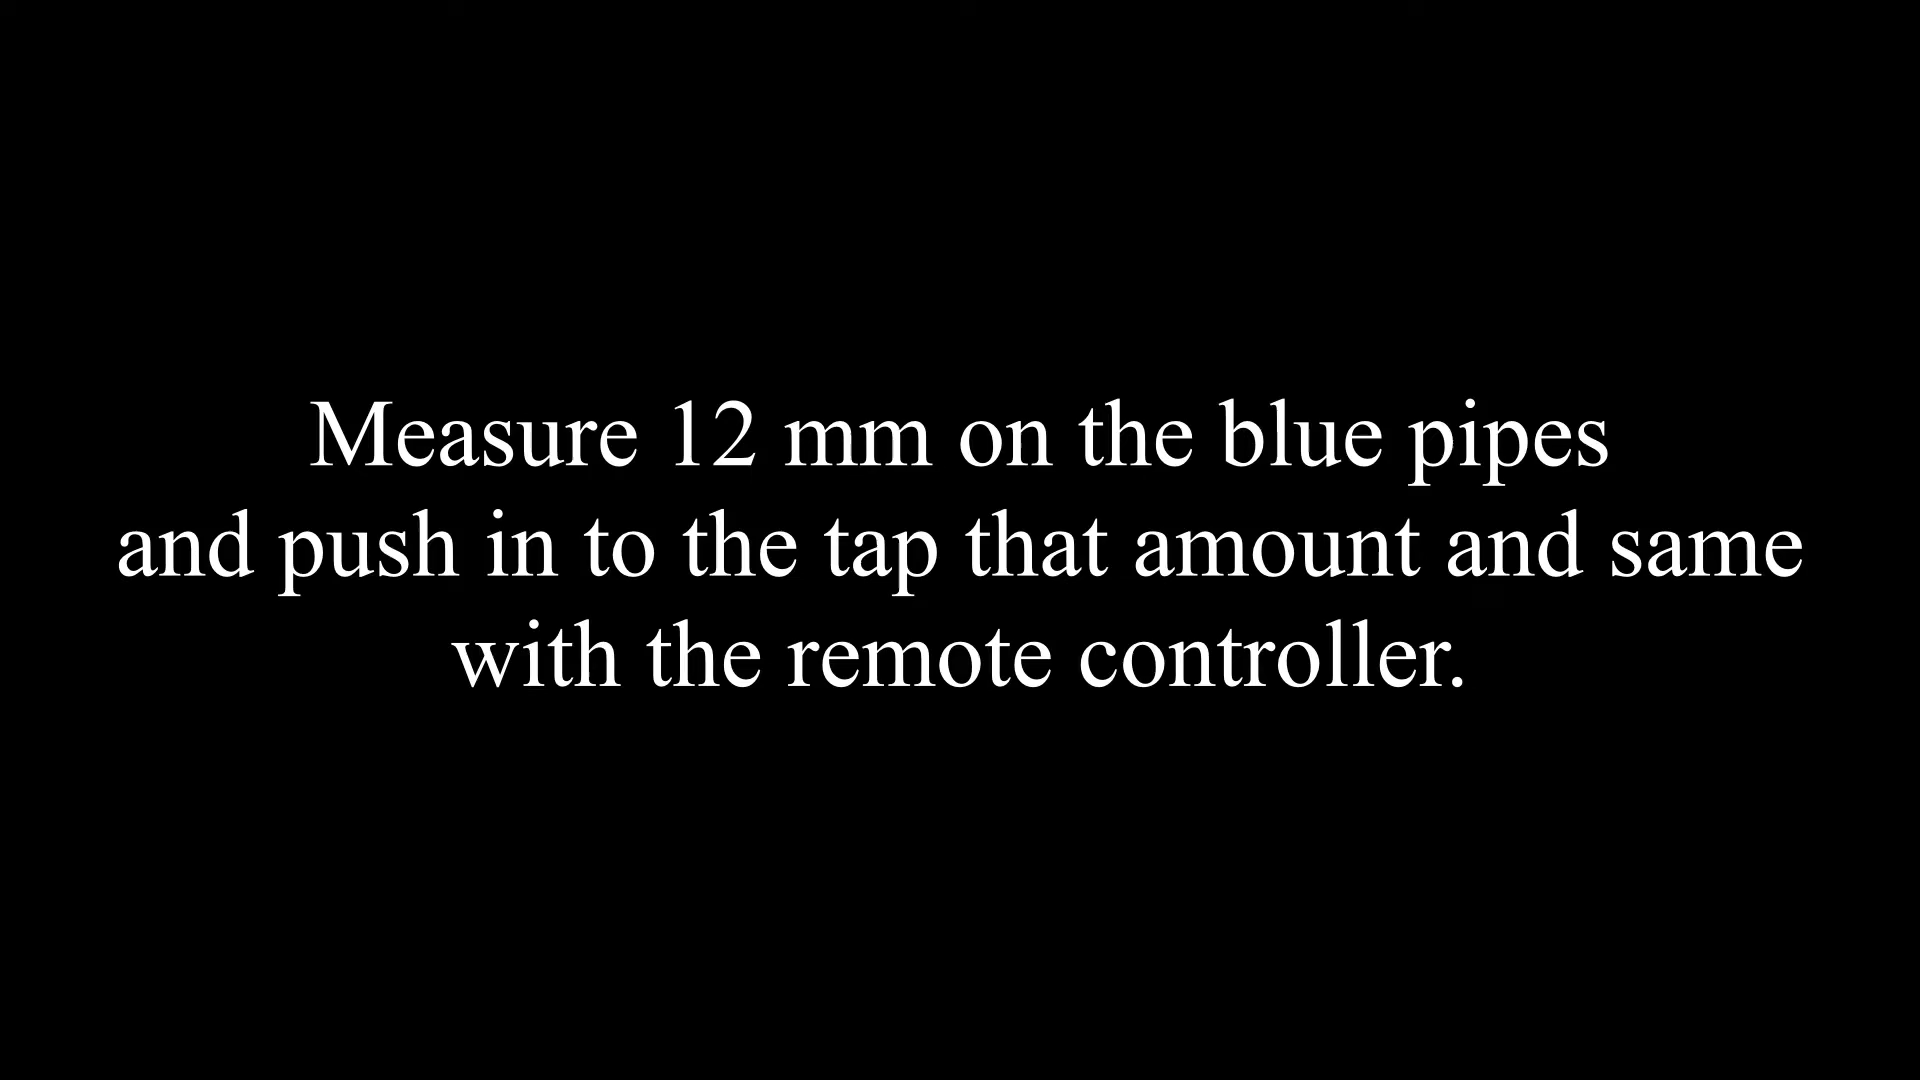 Measure 12 mm on the blue pipes
and push in to the tap that amount and same
with the remote controller.